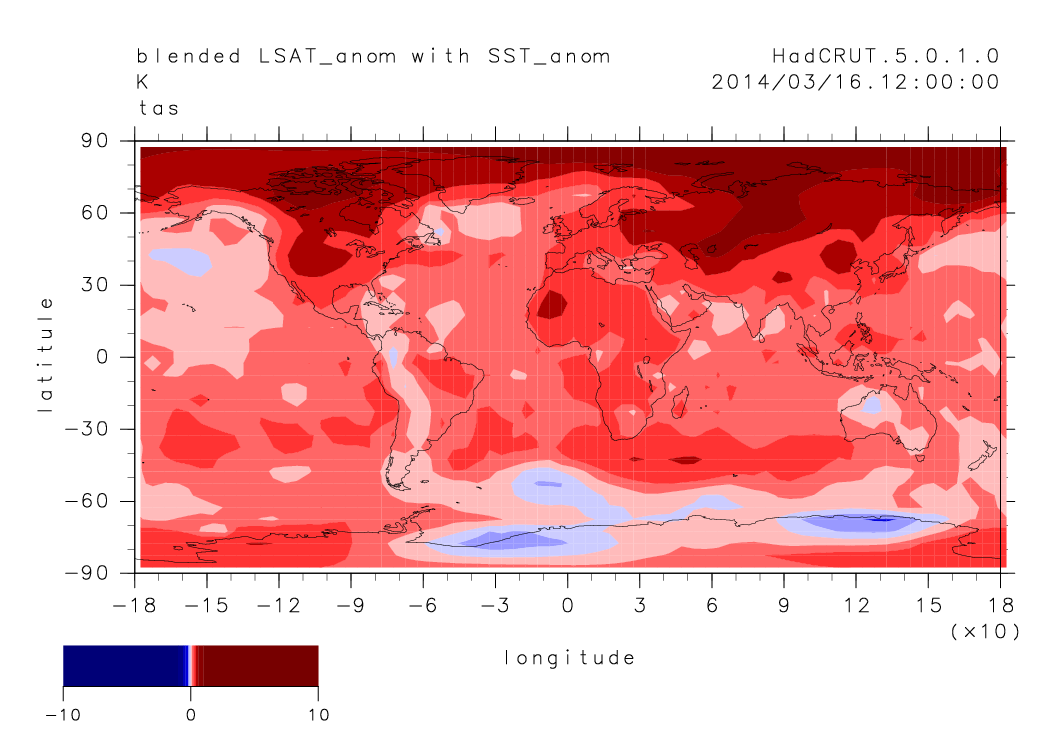 blended LSAT_anom with SST_anom
HadCRUT.5.0.1.0
K
2014/03/16.12:00:00
tas
90
60
30
0
−30
−60
−90
latitude
−18 −15 −12 −9 −6 −3 0 3 6 9 12 15 18
(×10)
longitude
−10 0 10